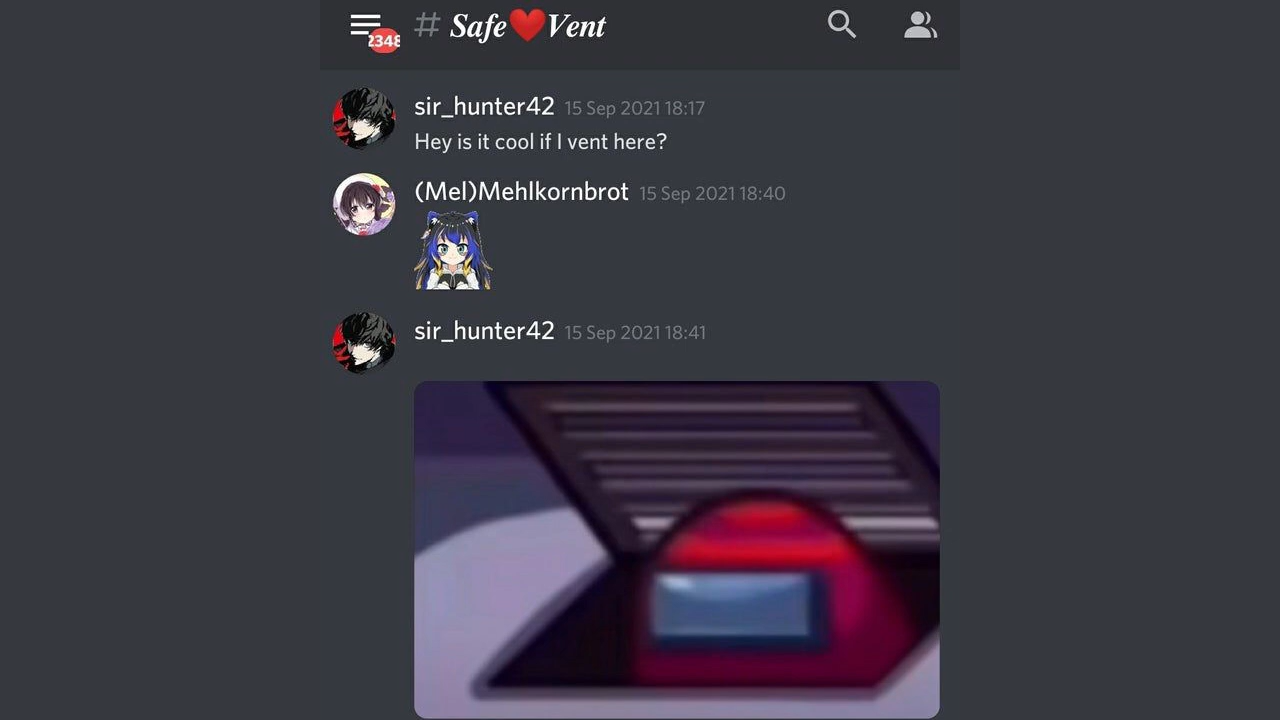 2348
# Safe❤️Vent
sir_hunter42 15 Sep 2021 18:17
Hey is it cool if I vent here?
(Mel)Mehlkornbrot 15 Sep 2021 18:40
sir_hunter42 15 Sep 2021 18:41